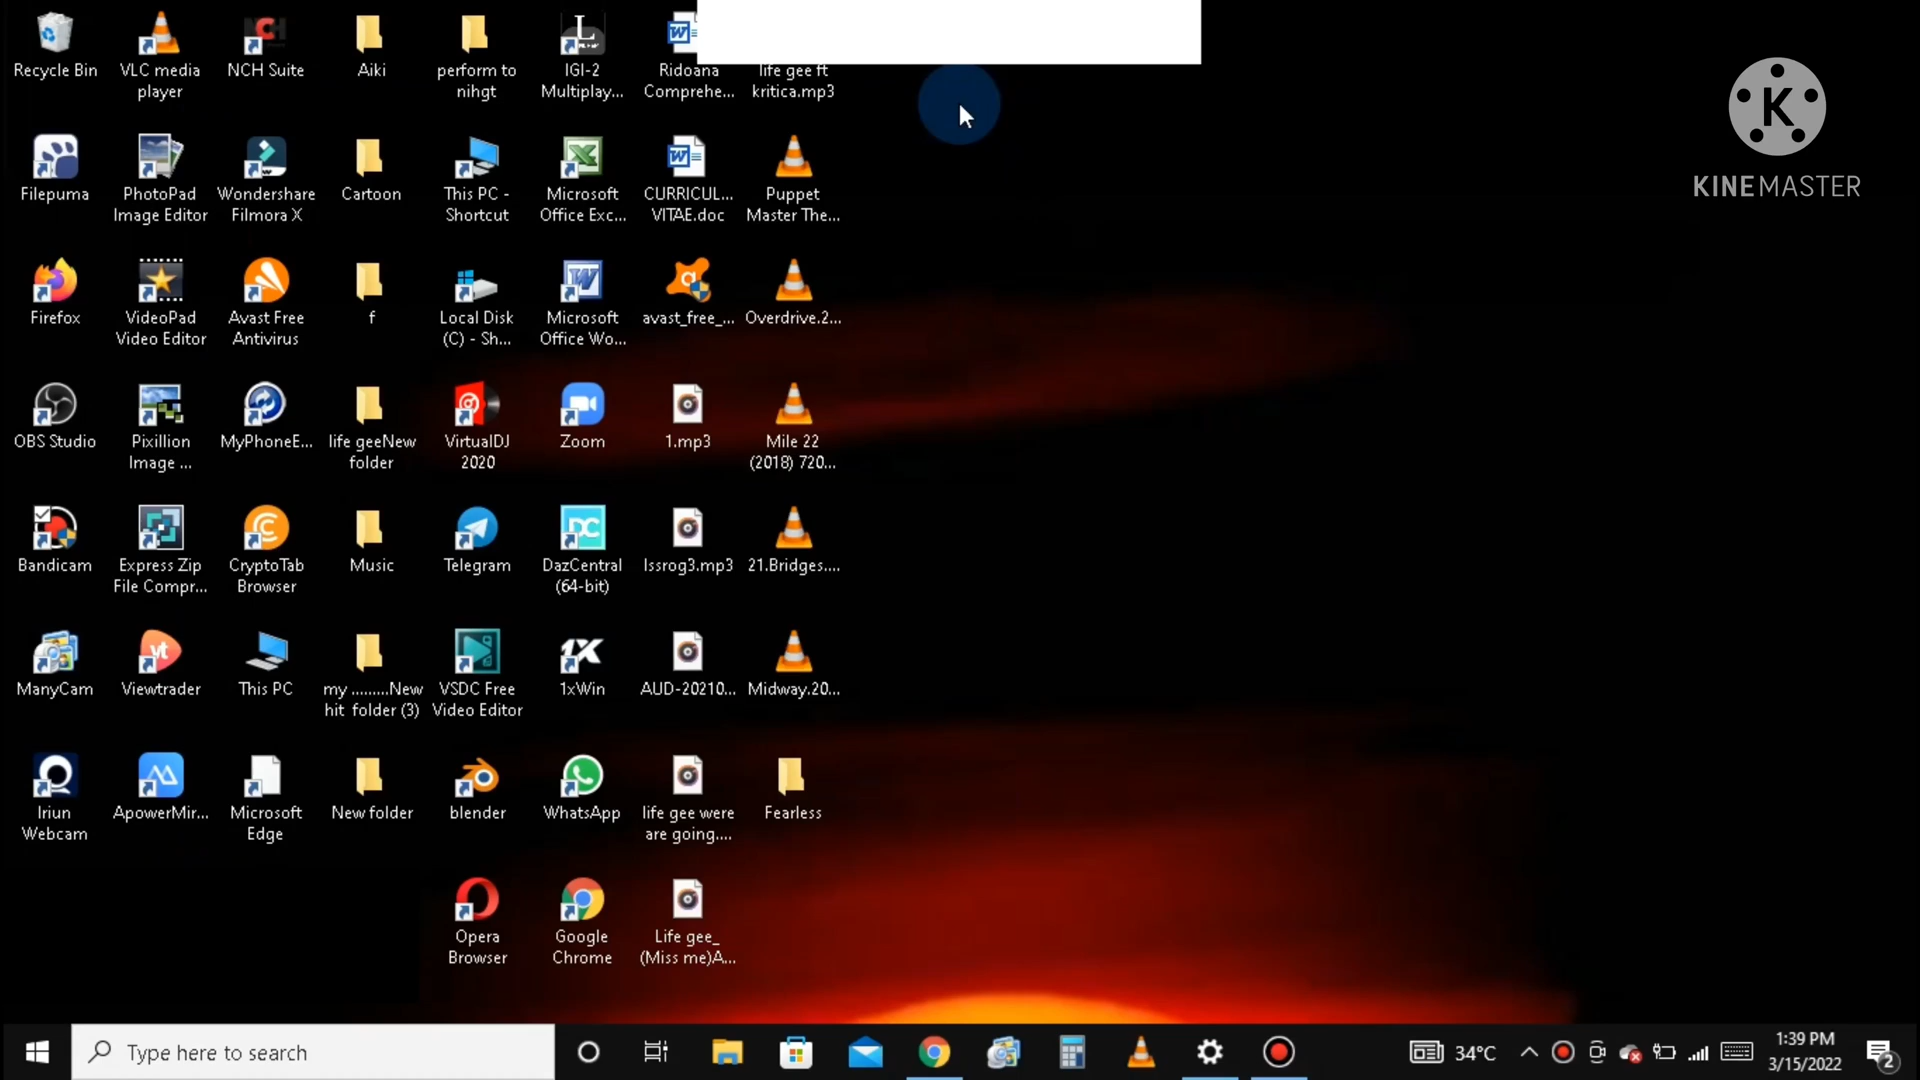 Recycle Bin
VLC media
player
NCH Suite
Aiki
perform to
nihgt
IGI-2
Multiplay...
Ridoana
Comprehe...
life gee ft
kritica.mp3
Filepuma
PhotoPad
Image Editor
Wondershare
Filmora X
Cartoon
This PC -
Shortcut
Microsoft
Office Exc...
CURRICUL...
VITAE.doc
Puppet
Master The...
Firefox
VideoPad
Video Editor
Avast Free
Antivirus
f
Local Disk
(C) - Sh...
Microsoft
Office Wo...
avast_free_...
Overdrive.2...
OBS Studio
Pixillion
Image ...
MyPhoneE...
life geeNew
folder
VirtualDJ
2020
Zoom
1.mp3
Mile 22
(2018) 720...
Bandicam
Express Zip
File Compr...
CryptoTab
Browser
Music
Telegram
DazCentral
(64-bit)
Issrog3.mp3
21.Bridges....
ManyCam
Viewtrader
This PC
my .........New
hit folder (3)
VSDC Free
Video Editor
1xWin
AUD-20210...
Midway.20...
Iriun
Webcam
ApowerMir...
Microsoft
Edge
New folder
blender
WhatsApp
life gee were
are going....
Fearless
Opera
Browser
Google
Chrome
Life gee_
(Miss me)A...
K
KINEMASTER
Type here to search
34°C
1:39 PM
3/15/2022
2